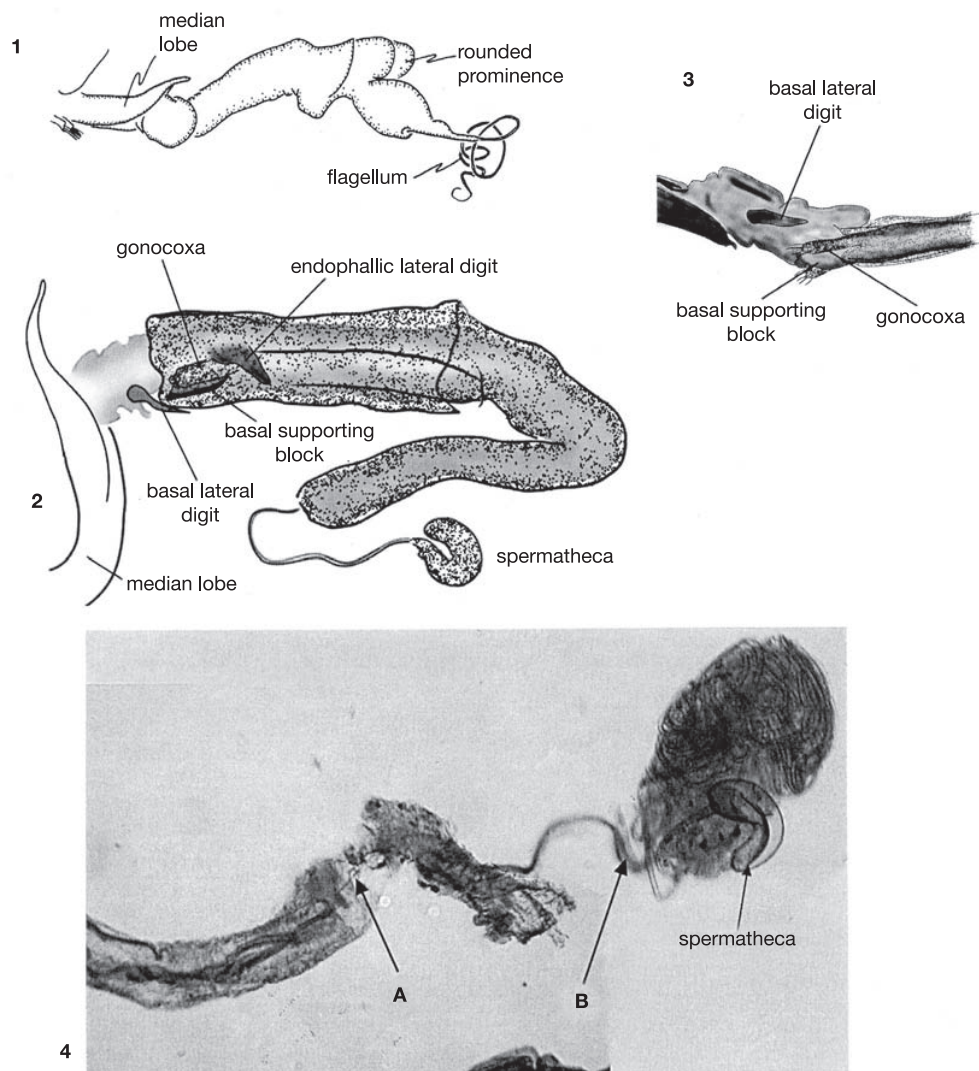 1
median
lobe
rounded
prominence
flagellum
3
basal lateral
digit
basal supporting
block
gonocoxa
gonocoxa
endophallic lateral digit
basal supporting
block
basal lateral
digit
2
median lobe
spermatheca
spermatheca
A
B
4